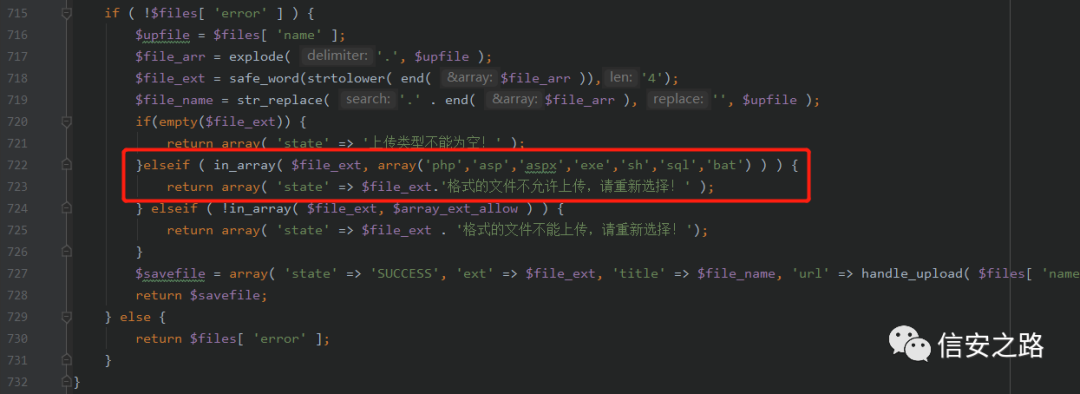 715 if ( !$files[ 'error' ] ) {
716 $upfile = $files[ 'name' ];
717 $file_arr = explode( delimiter: '.', $upfile );
718 $file_ext = safe_word(strtolower( end( &array: $file_arr )), len: '4');
719 $file_name = str_replace( search: '.' . end( &array: $file_arr ), replace: '', $upfile );
720 if(empty($file_ext)) {
721 return array( 'state' => '上传类型不能为空！' );
722 }elseif ( in_array( $file_ext, array('php','asp','aspx','exe','sh','sql','bat') ) ) {
723 return array( 'state' => $file_ext.'格式的文件不允许上传，请重新选择！' );
724 } elseif ( !in_array( $file_ext, $array_ext_allow ) ) {
725 return array( 'state' => $file_ext . '格式的文件不能上传，请重新选择！');
726 }
727 $savefile = array( 'state' => 'SUCCESS', 'ext' => $file_ext, 'title' => $file_name, 'url' => handle_upload( $files[ 'name
728 return $savefile;
729 } else {
730 return $files[ 'error' ];
731 }
732 }
信安之路